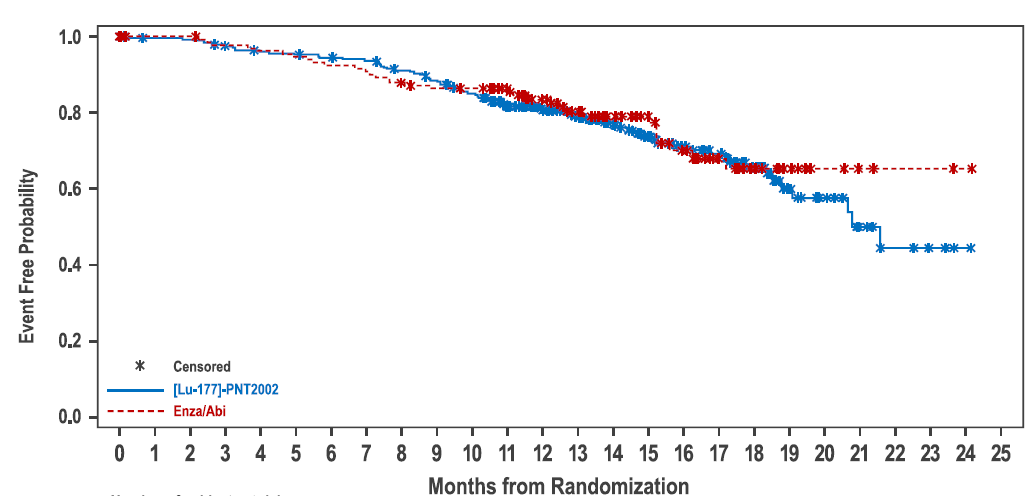 Event Free Probability
1.0
0.8
0.6
0.4
0.2
0.0
Censored
[Lu-177]-PNT2002
Enza/Abi
0 1 2 3 4 5 6 7 8 9 10 11 12 13 14 15 16 17 18 19 20 21 22 23 24 25
Months from Randomization